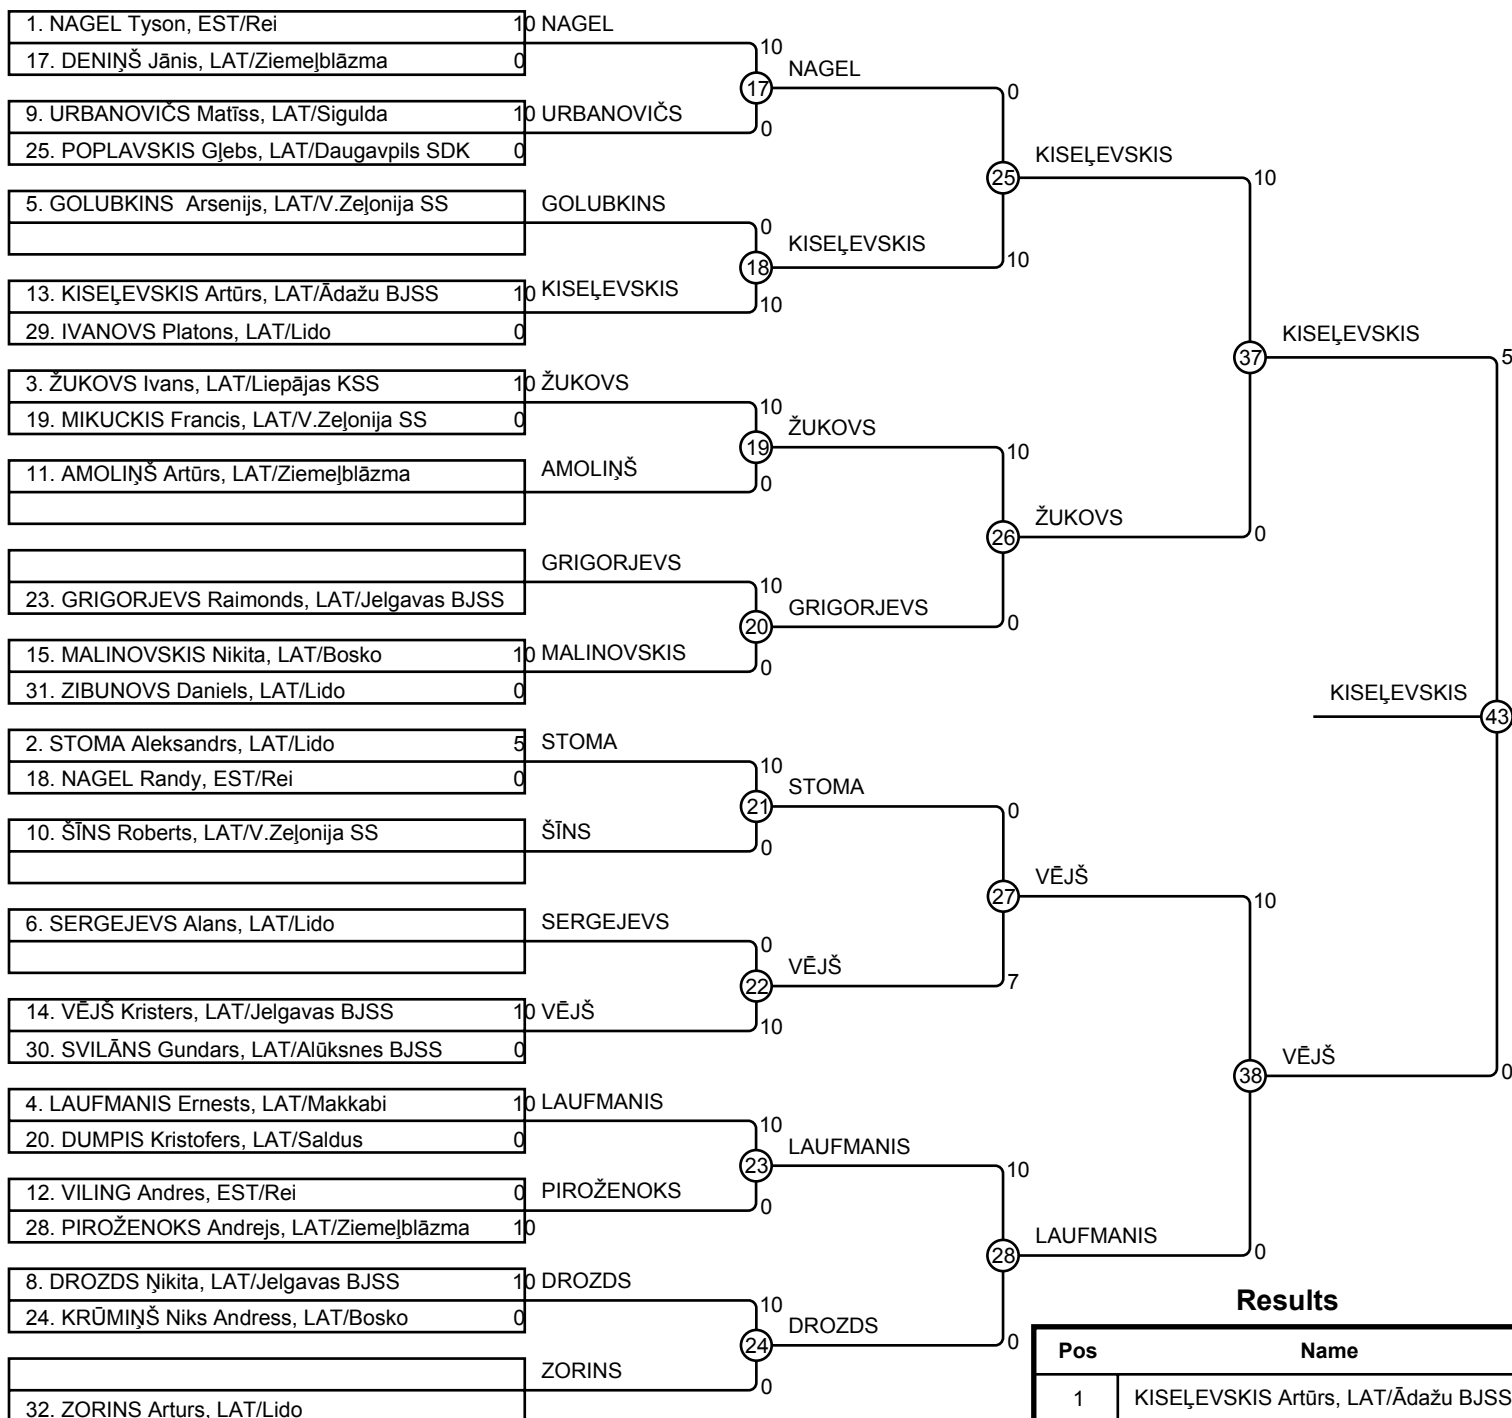 1. NAGEL Tyson, EST/Rei 10 NAGEL
17. DENIŅŠ Jānis, LAT/Ziemeļblāzma 0
10
NAGEL
17
0
9. URBANOVIČS Matīss, LAT/Sigulda 10 URBANOVIČS
25. POPLAVSKIS Gļebs, LAT/Daugavpils SDK 0
0
KISEĻEVSKIS
25
10
5. GOLUBKINS Arsenijs, LAT/V.Zeļonija SS GOLUBKINS
0
KISEĻEVSKIS
18
10
13. KISEĻEVSKIS Artūrs, LAT/Ādažu BJSS 10 KISEĻEVSKIS
29. IVANOVS Platons, LAT/Lido 0
10
KISEĻEVSKIS
37
0
5
3. ŽUKOVS Ivans, LAT/Liepājas KSS 10 ŽUKOVS
19. MIKUCKIS Francis, LAT/V.Zeļonija SS 0
10
ŽUKOVS
19
0
11. AMOLIŅŠ Artūrs, LAT/Ziemeļblāzma AMOLIŅŠ
10
ŽUKOVS
26
0
GRIGORJEVS
23. GRIGORJEVS Raimonds, LAT/Jelgavas BJSS
10
GRIGORJEVS
20
0
15. MALINOVSKIS Nikita, LAT/Bosko 10 MALINOVSKIS
31. ZIBUNOVS Daniels, LAT/Lido 0
KISEĻEVSKIS
43
2. STOMA Aleksandrs, LAT/Lido 5 STOMA
18. NAGEL Randy, EST/Rei 0
10
STOMA
21
0
10. ŠĪNS Roberts, LAT/V.Zeļonija SS ŠĪNS
0
VĒJŠ
27
7
6. SERGEJEVS Alans, LAT/Lido SERGEJEVS
0
VĒJŠ
22
10
14. VĒJŠ Kristers, LAT/Jelgavas BJSS 10 VĒJŠ
30. SVILĀNS Gundars, LAT/Alūksnes BJSS 0
10
VĒJŠ
38
0
0
4. LAUFMANIS Ernests, LAT/Makkabi 10 LAUFMANIS
20. DUMPIS Kristofers, LAT/Saldus 0
10
LAUFMANIS
23
0
12. VILING Andres, EST/Rei 0 PIROŽENOKS
28. PIROŽENOKS Andrejs, LAT/Ziemeļblāzma 10
10
LAUFMANIS
28
0
8. DROZDS Ņikita, LAT/Jelgavas BJSS 10 DROZDS
24. KRŪMIŅŠ Niks Andress, LAT/Bosko 0
10
DROZDS
24
0
ZORINS
32. ZORINS Arturs, LAT/Lido
Results
Pos Name
1 KISEĻEVSKIS Artūrs, LAT/Ādažu BJSS